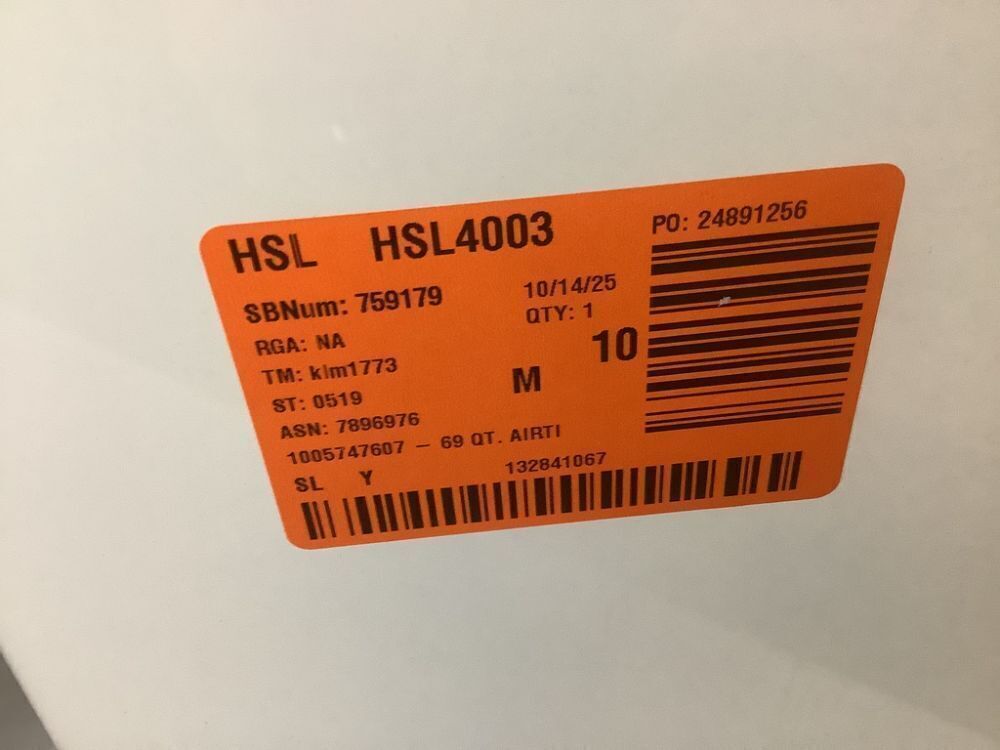 HSL HSL4003
PO: 24891256
SBNum: 759179
10/14/25
QTY: 1
RGA: NA
10
TM: klm1773
M
ST: 0519
ASN: 7896976
1005747607 – 69 QT. AIRTI
SL Y
132841067